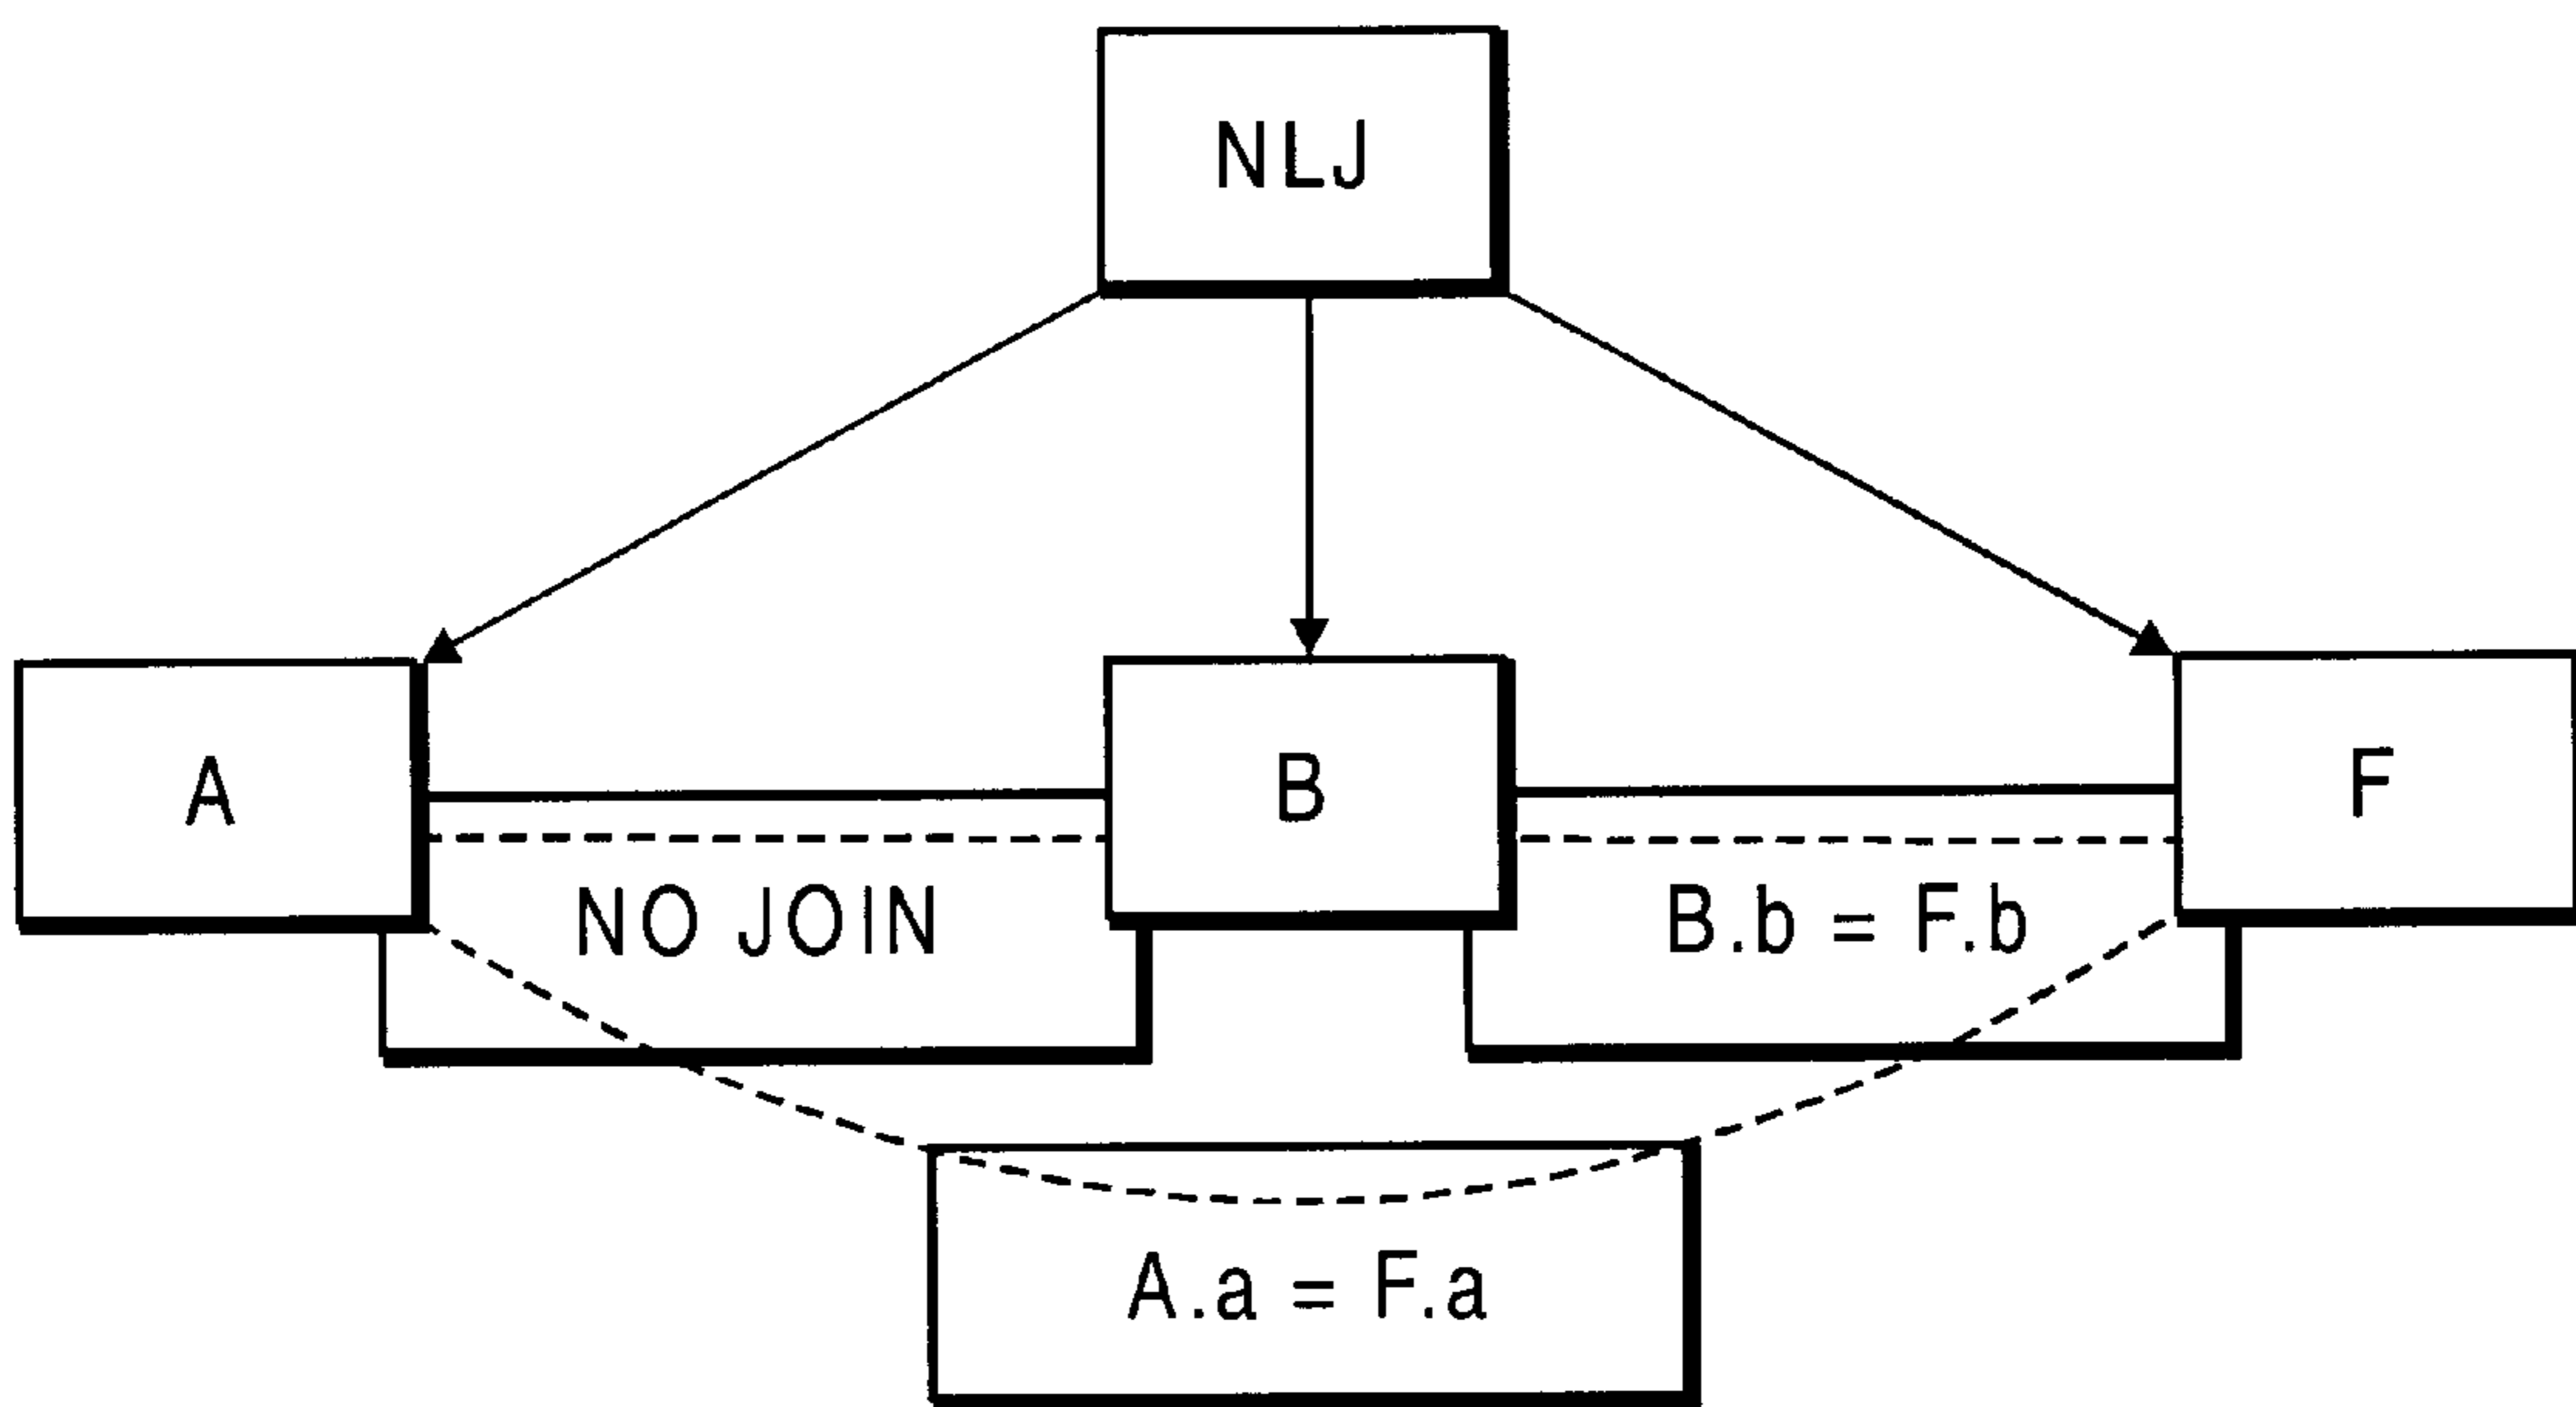 NLJ
A
B
F
NO JOIN
B.b = F.b
A.a = F.a